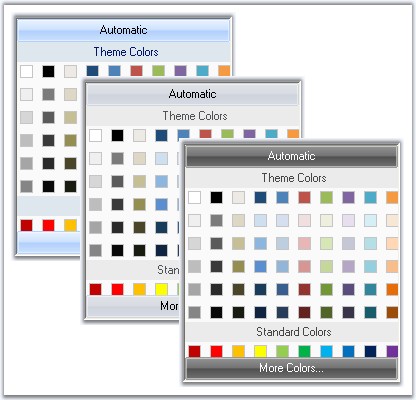 Automatic
Theme Colors
Automatic
Theme Colors
Stan
Mor
Automatic
Theme Colors
Standard Colors
More Colors...